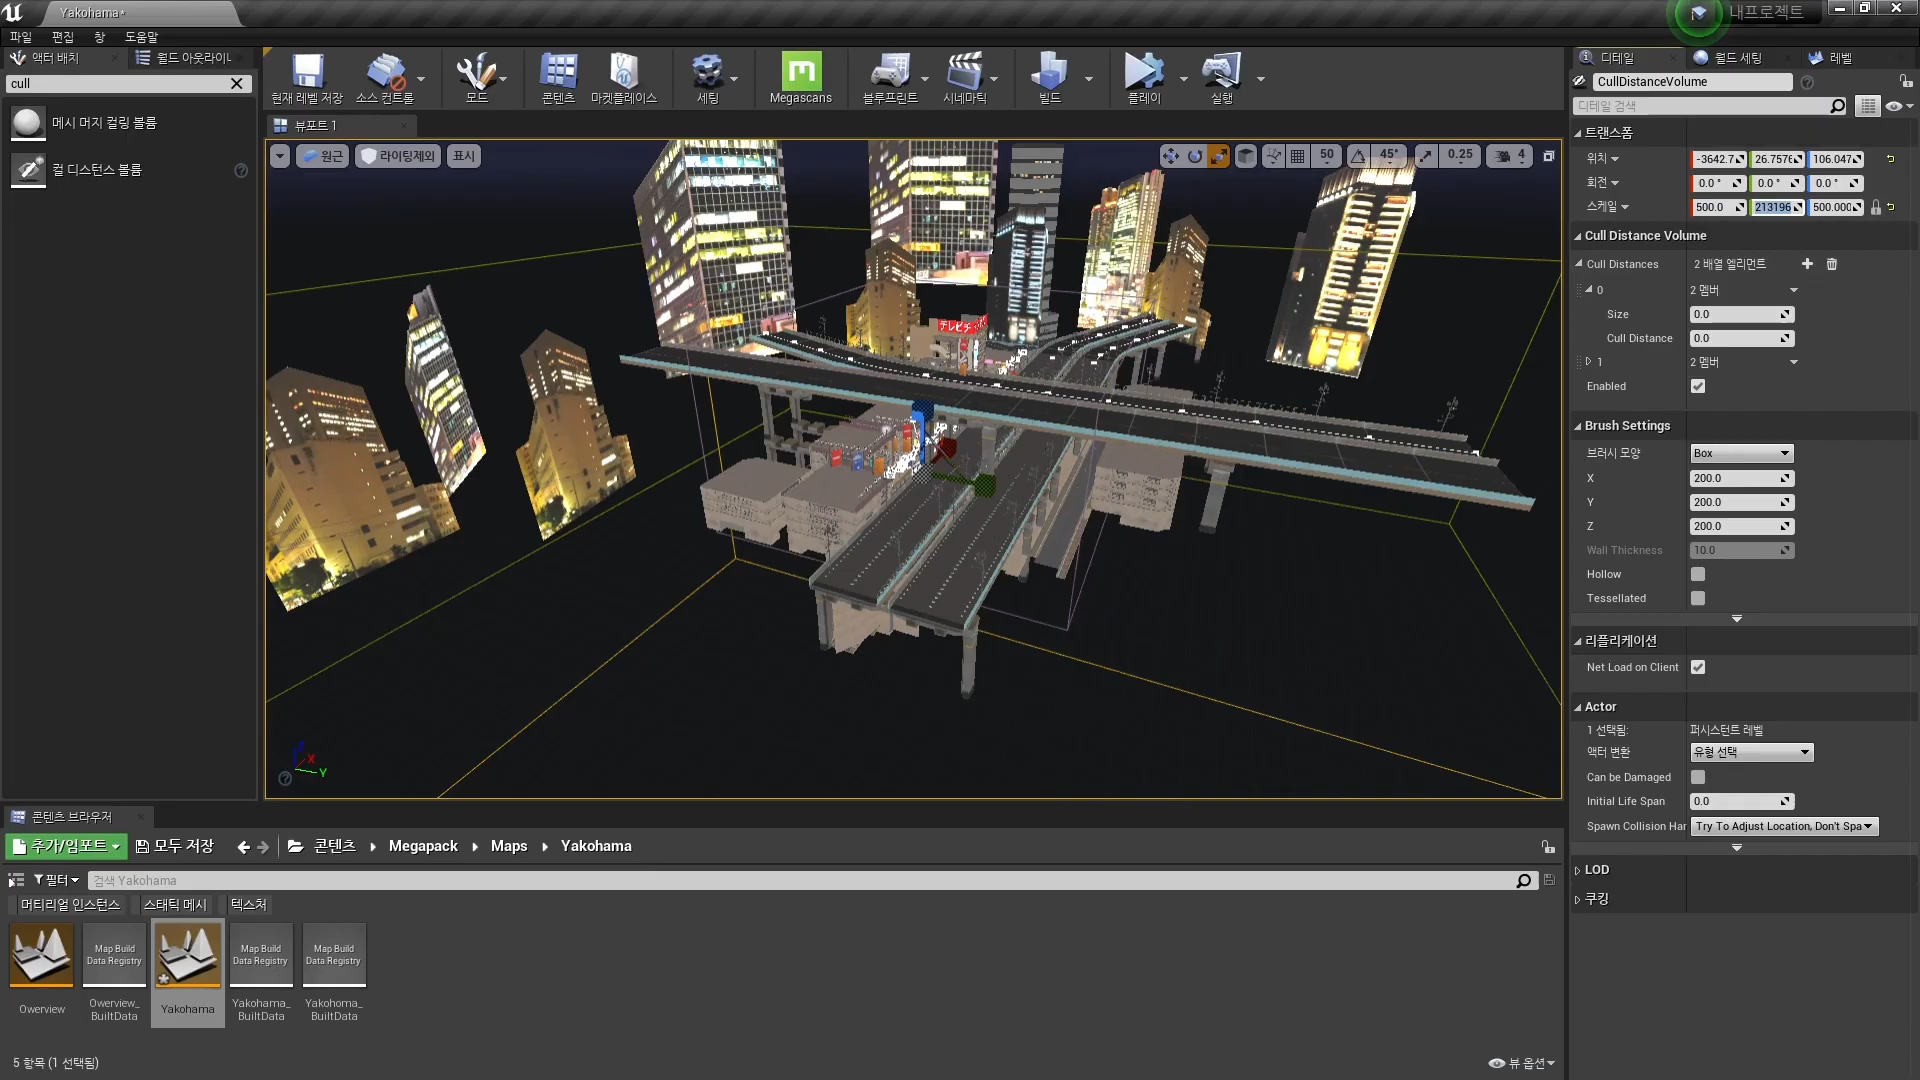 Yakohama*
내프로젝트
파일 편집 창 도움말
액터 배치
월드 아웃라이너
cull
메시 머지 컬링 볼륨
컬 디스턴스 볼륨
현재 레벨 저장
소스 컨트롤
모드
콘텐츠
마켓플레이스
세팅
Megascans
블루프린트
시네마틱
빌드
플레이
실행
뷰포트 1
원근
라이팅제외
표시
50
45°
0.25
4
テレビチ
X
Y
디테일
월드 세팅
레벨
CullDistanceVolume
디테일 검색
트랜스폼
위치 -3642.7 26.7576 106.047
회전 0.0 ° 0.0 ° 0.0 °
스케일 500.0 213196 500.000
Cull Distance Volume
Cull Distances 2 배열 엘리먼트
0 2 멤버
Size 0.0
Cull Distance 0.0
1 2 멤버
Enabled
Brush Settings
브러시 모양 Box
X 200.0
Y 200.0
Z 200.0
Wall Thickness 10.0
Hollow
Tessellated
리플리케이션
Net Load on Client
Actor
1 선택됨: 퍼시스턴트 레벨
액터 변환 유형 선택
Can be Damaged
Initial Life Span 0.0
Spawn Collision Har Try To Adjust Location, Don't Spa
LOD
쿠킹
콘텐츠 브라우저
추가/임포트
모두 저장
콘텐츠 Megapack Maps Yakohama
필터
검색 Yakohama
머티리얼 인스턴스
스태틱 메시
텍스처
Map Build Data Registry
Map Build Data Registry
Map Build Data Registry
Owerview
Owerview_BuiltData
Yakohama
Yakohama_BuiltData
Yakohoma_BuiltData
5 항목 (1 선택됨)
뷰 옵션